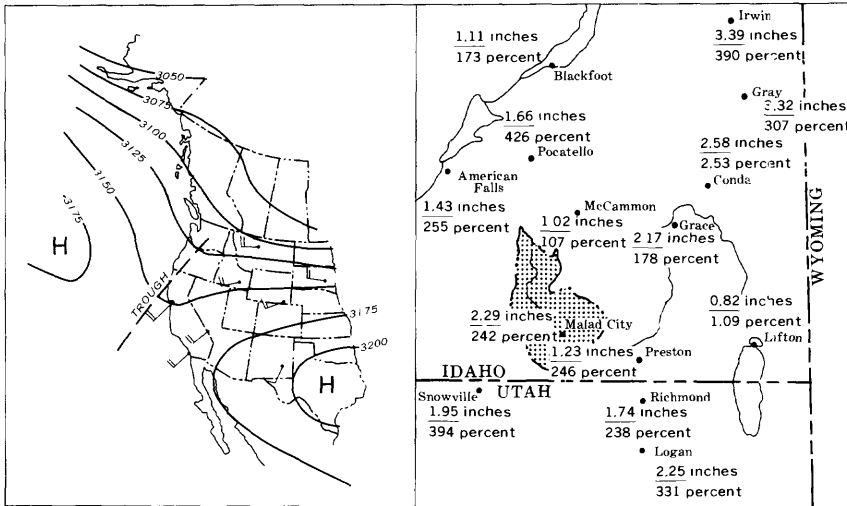 3050
3075
3100
3125
3150
3175
H
TROUGH
3175
3200
H
Irwin
3.39 inches
390 percent
1.11 inches
173 percent
Blackfoot
Gray
3.32 inches
307 percent
1.66 inches
426 percent
Pocatello
2.58 inches
2.53 percent
Conda
American
Falls
1.43 inches
255 percent
McCammon
1 02 inches
107 percent
Grace
2 17 inches
178 percent
WYOMING
0.82 inches
1.09 percent
Lifton
2.29 inches
242 percent
Malad City
1.23 inches
246 percent
Preston
IDAHO
UTAH
Snowville
1.95 inches
394 percent
Richmond
1.74 inches
238 percent
Logan
2.25 inches
331 percent